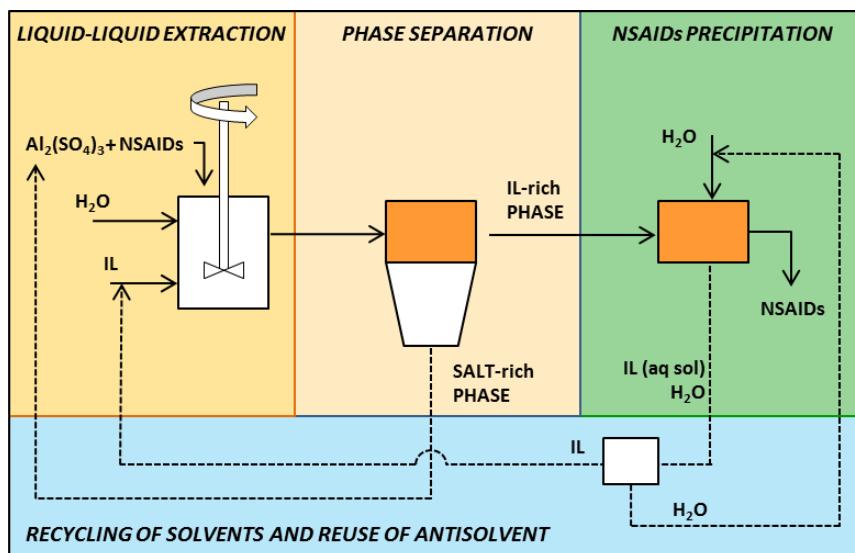 LIQUID-LIQUID EXTRACTION
PHASE SEPARATION
NSAIDs PRECIPITATION
Al₂(SO₄)₃+ NSAIDs
H₂O
IL
IL-rich
PHASE
H₂O
NSAIDs
SALT-rich
PHASE
IL (aq sol)
H₂O
IL
H₂O
RECYCLING OF SOLVENTS AND REUSE OF ANTISOLVENT